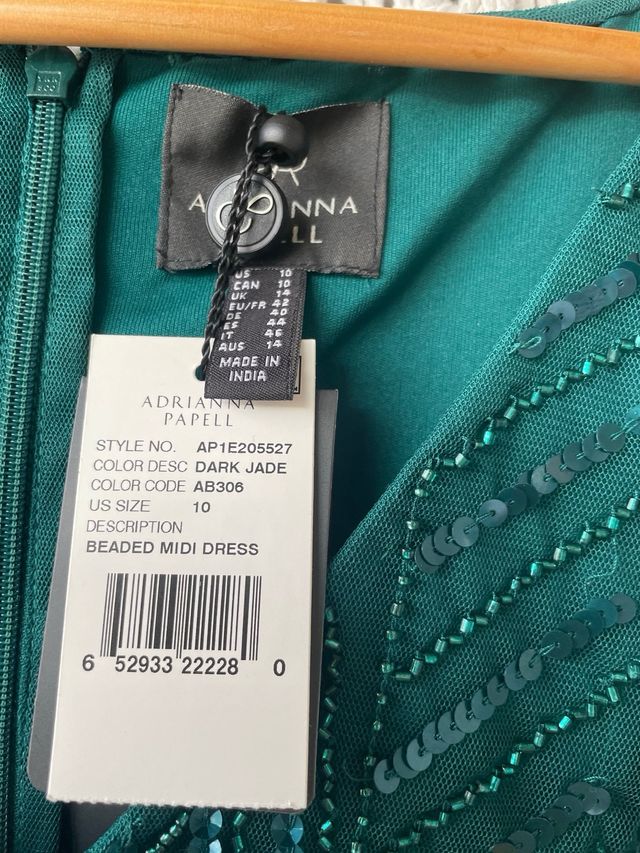 YKK
US 10
CAN 10
UK 14
EU/FR 42
DE 40
ES 44
IT 46
AUS 14
MADE IN
INDIA
ADRIANNA
PAPELL
STYLE NO. AP1E205527
COLOR DESC DARK JADE
COLOR CODE AB306
US SIZE 10
DESCRIPTION
BEADED MIDI DRESS
6 52933 22228 0